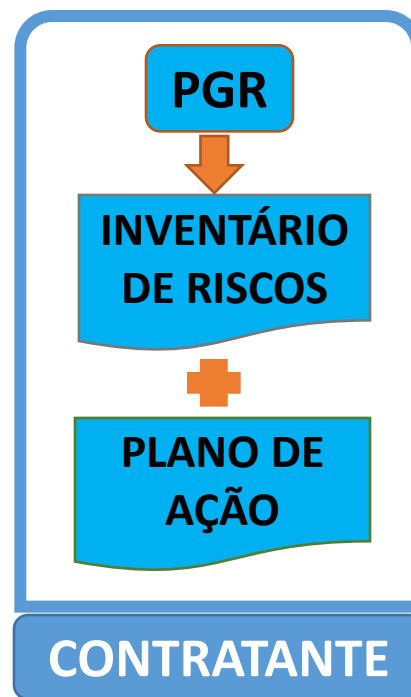 PGR
INVENTÁRIO
DE RISCOS
PLANO DE
AÇÃO
CONTRATANTE